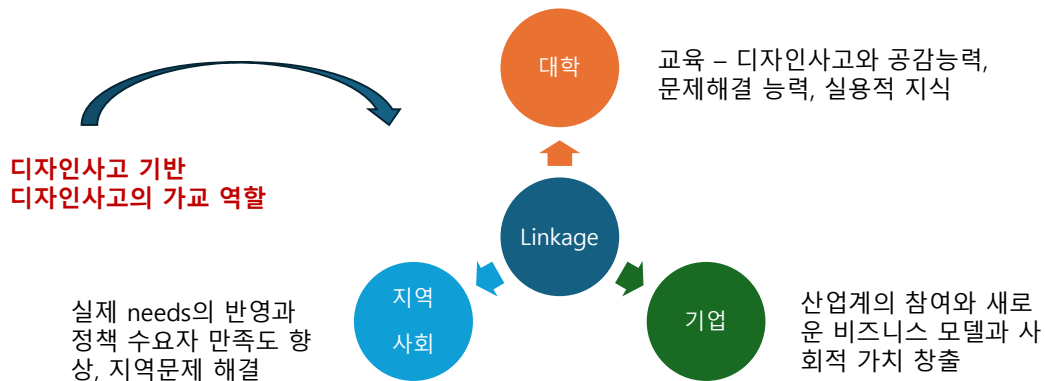 대학
교육 – 디자인사고와 공감능력,
문제해결 능력, 실용적 지식
디자인사고 기반
디자인사고의 가교 역할
Linkage
지역
사회
실제 needs의 반영과
정책 수요자 만족도 향
상, 지역문제 해결
기업
산업계의 참여와 새로
운 비즈니스 모델과 사
회적 가치 창출